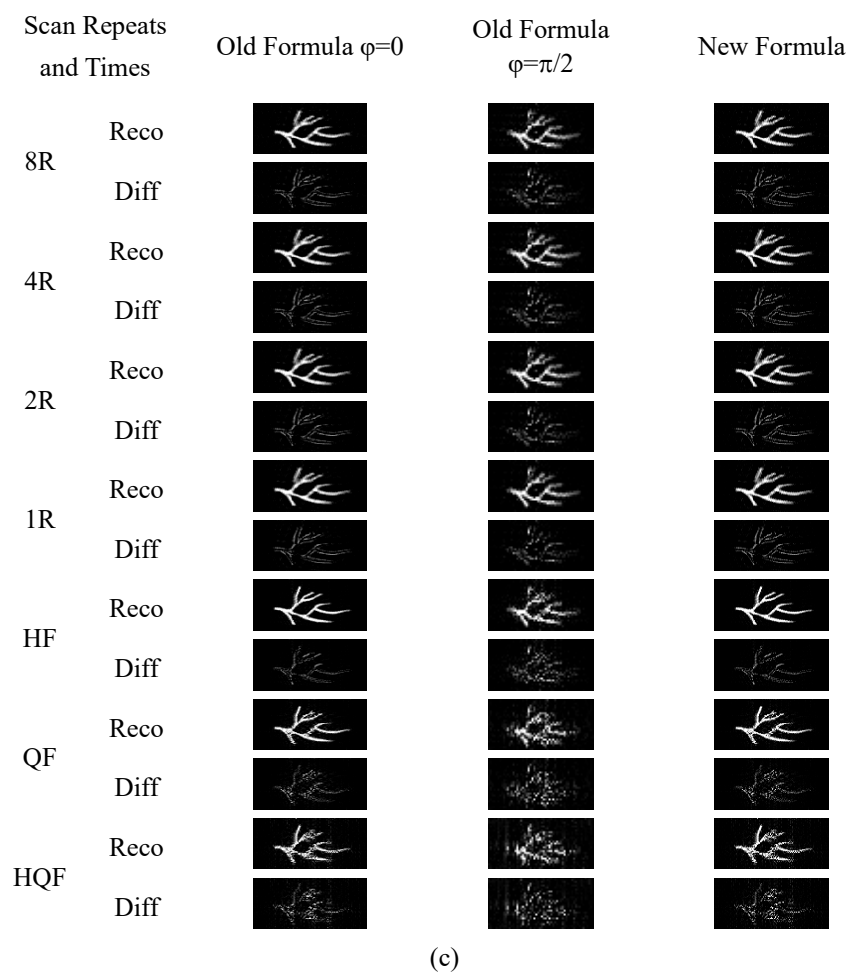 Scan Repeats
and Times
Old Formula φ=0
Old Formula
φ=π/2
New Formula
8R
Reco
Diff
4R
Reco
Diff
2R
Reco
Diff
1R
Reco
Diff
HF
Reco
Diff
QF
Reco
Diff
HQF
Reco
Diff
(c)